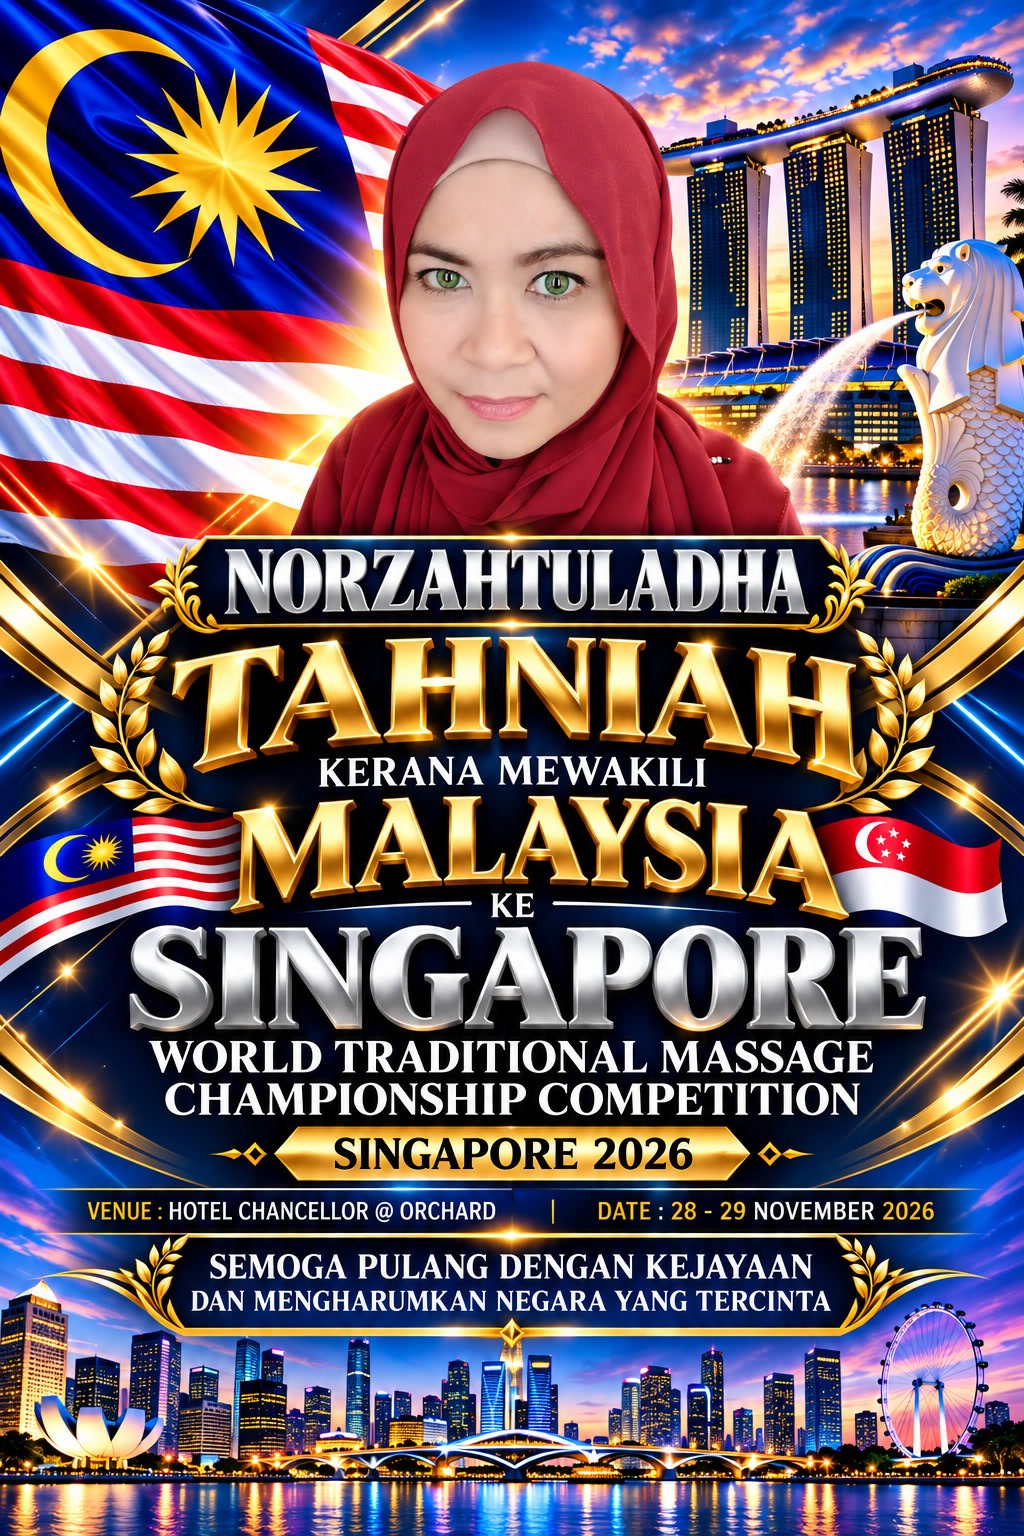 NORZAHTULADHA
TAHNIAH
KERANA MEWAKILI
MALAYSIA
KE
SINGAPORE
WORLD TRADITIONAL MASSAGE
CHAMPIONSHIP COMPETITION
SINGAPORE 2026
VENUE : HOTEL CHANCELLOR @ ORCHARD | DATE : 28 - 29 NOVEMBER 2026
SEMOGA PULANG DENGAN KEJAYAAN
DAN MENGHARUMKAN NEGARA YANG TERCINTA